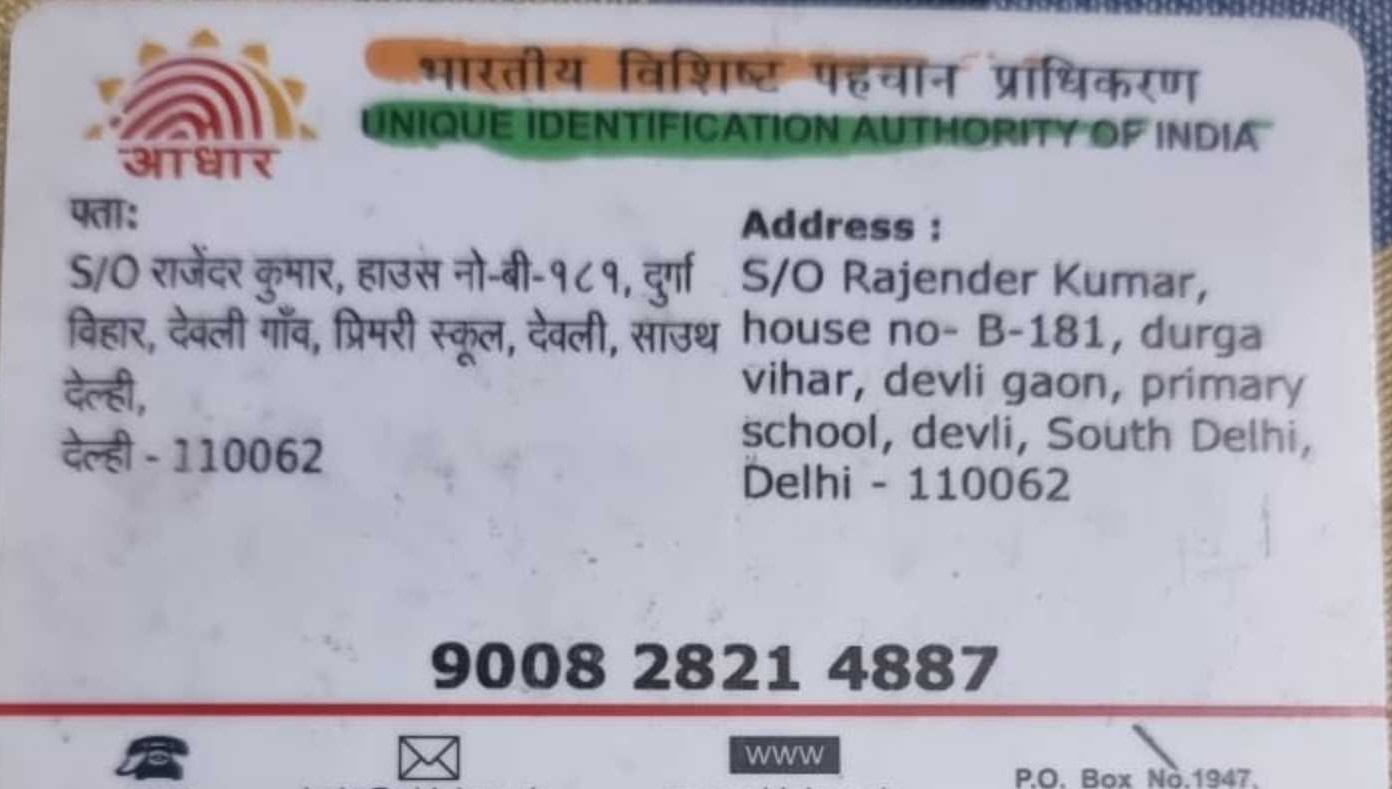 भारतीय विशिष्ट पहचान प्राधिकरण
UNIQUE IDENTIFICATION AUTHORITY OF INDIA
आधार
पता:
S/O राजेंदर कुमार, हाउस नो-बी-१८१, दुर्गा
विहार, देवली गाँव, प्रिमरी स्कूल, देवली, साउथ
देल्ही,
देल्ही - 110062
Address :
S/O Rajender Kumar,
house no- B-181, durga
vihar, devli gaon, primary
school, devli, South Delhi,
Delhi - 110062
9008 2821 4887
WWW
P.O. Box No.1947,